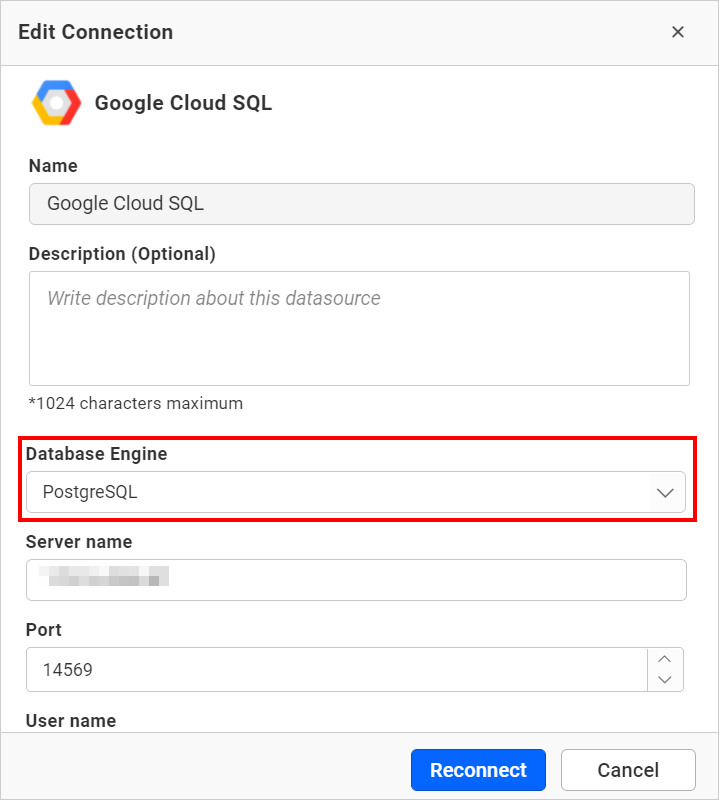 Edit Connection
Google Cloud SQL
Name
Google Cloud SQL
Description (Optional)
Write description about this datasource
*1024 characters maximum
Database Engine
PostgreSQL
Server name
Port
14569
User name
Reconnect
Cancel